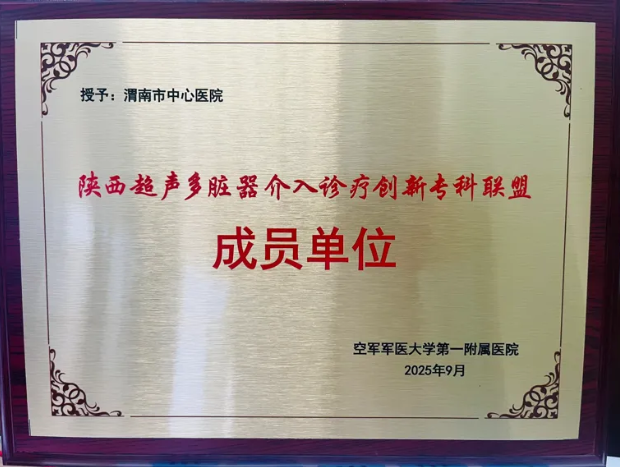 授予：渭南市中心医院
陕西超声多脏器介入诊疗创新专科联盟
成员单位
空军军医大学第一附属医院
2025年9月